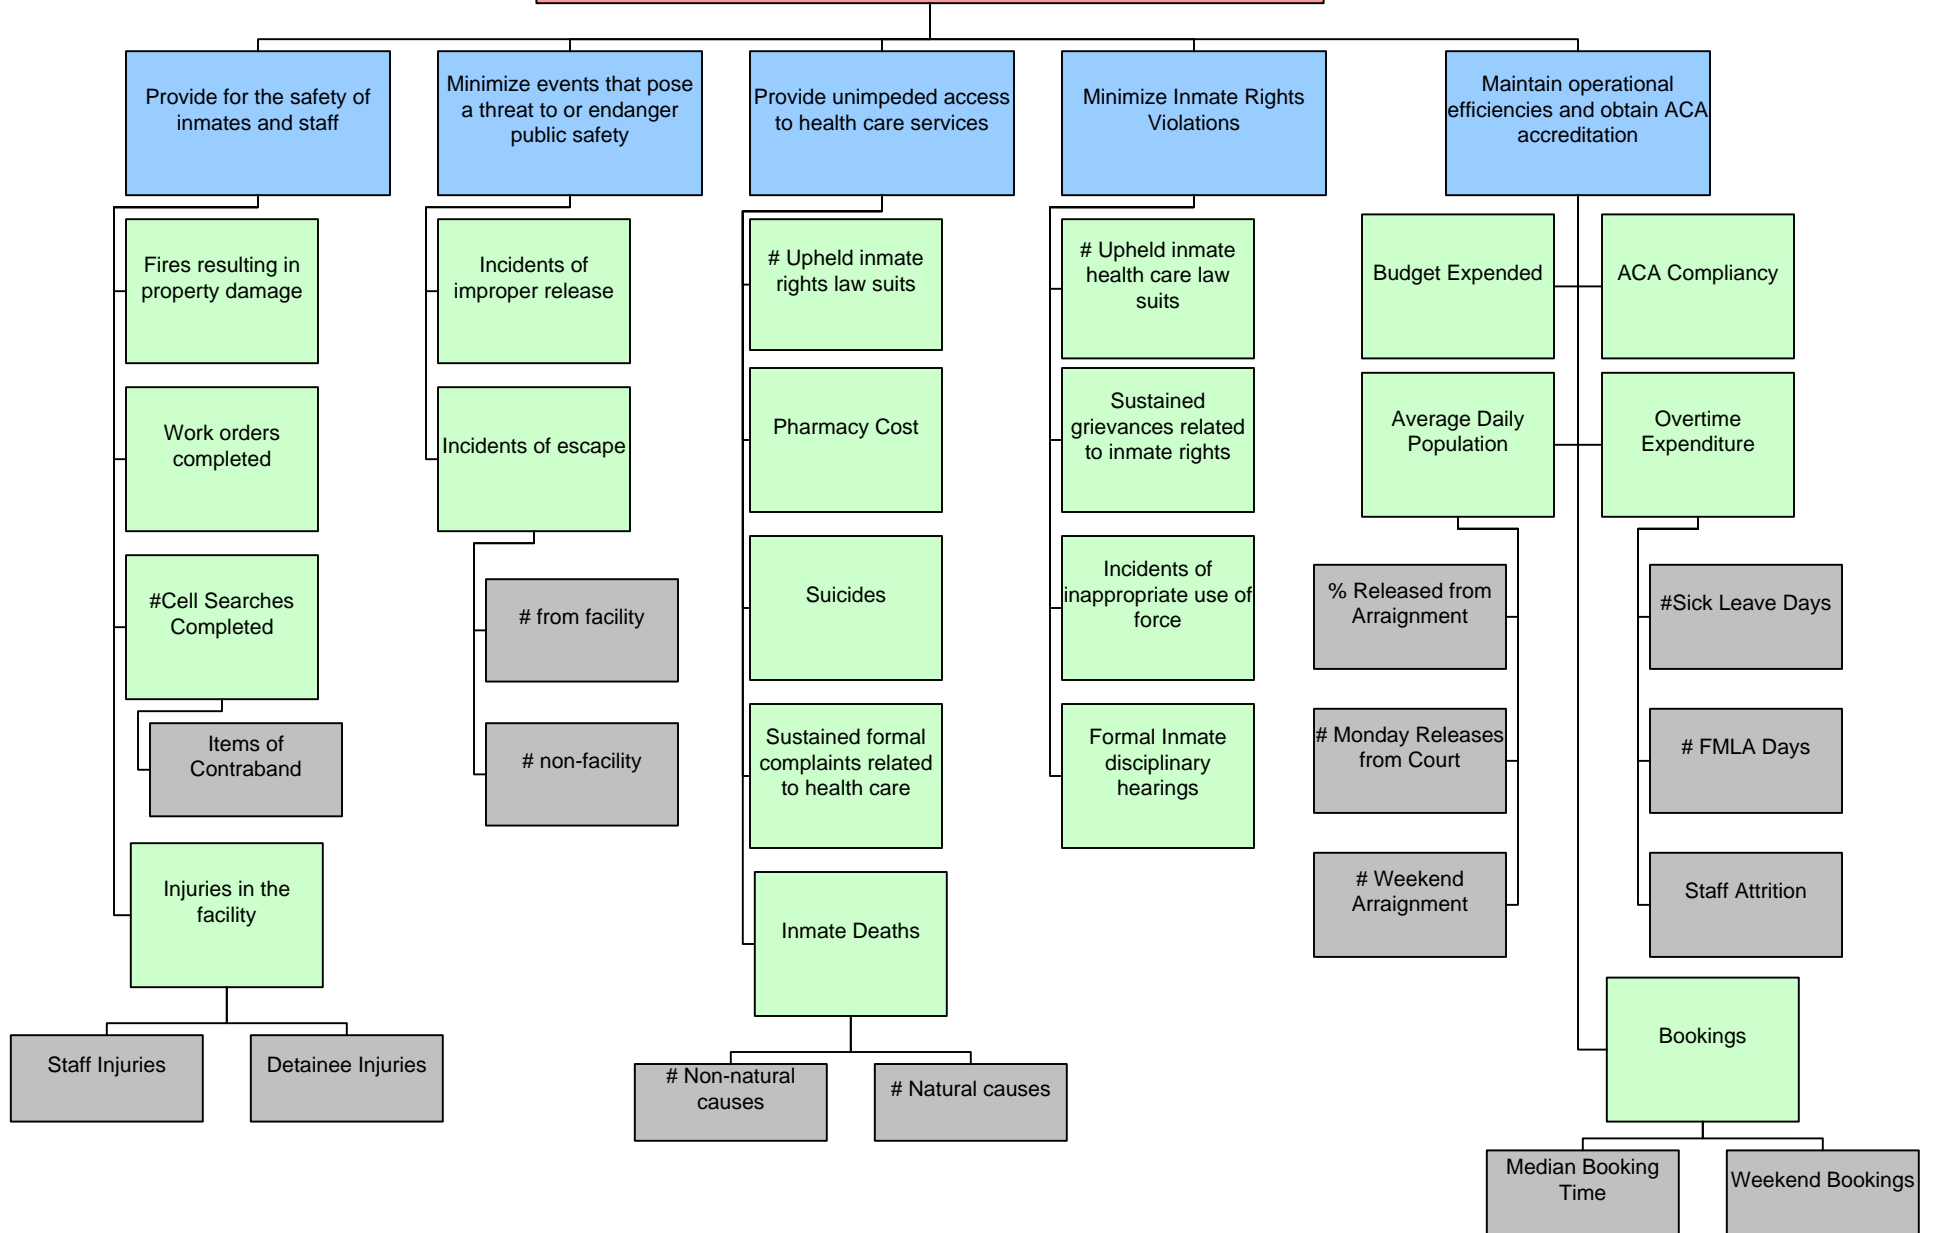 Provide for the safety of
inmates and staff
Minimize events that pose
a threat to or endanger
public safety
Provide unimpeded access
to health care services
Minimize Inmate Rights
Violations
Maintain operational
efficiencies and obtain ACA
accreditation
Fires resulting in
property damage
Work orders
completed
#Cell Searches
Completed
Items of
Contraband
Injuries in the
facility
Staff Injuries
Detainee Injuries
Incidents of
improper release
Incidents of escape
# from facility
# non-facility
# Upheld inmate
rights law suits
Pharmacy Cost
Suicides
Sustained formal
complaints related
to health care
Inmate Deaths
# Non-natural
causes
# Natural causes
# Upheld inmate
health care law
suits
Sustained
grievances related
to inmate rights
Incidents of
inappropriate use of
force
Formal Inmate
disciplinary
hearings
Budget Expended
ACA Compliancy
Average Daily
Population
Overtime
Expenditure
% Released from
Arraignment
# Monday Releases
from Court
# Weekend
Arraignment
#Sick Leave Days
# FMLA Days
Staff Attrition
Bookings
Median Booking
Time
Weekend Bookings